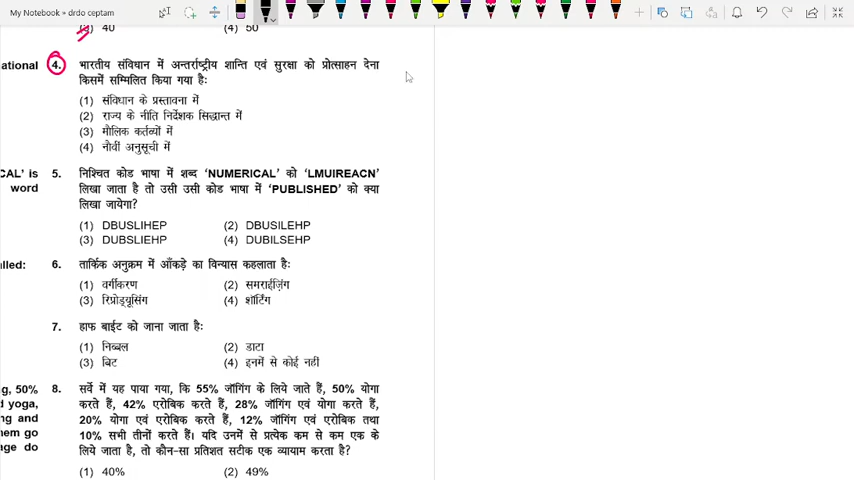 My Notebook » drdo ceptam
(3) 40 (4) 50
ational 4. भारतीय संविधान में अन्तर्राष्ट्रीय शान्ति एवं सुरक्षा को प्रोत्साहन देना
किसमें सम्मिलित किया गया हैः
(1) संविधान के प्रस्तावना में
(2) राज्य के नीति निर्देशक सिद्धान्त में
(3) मौलिक कर्तव्यों में
(4) नौवीं अनुसूची में
CAL' is 5. निश्चित कोड भाषा में शब्द 'NUMERICAL' को 'LMUIREACN'
word लिखा जाता है तो उसी उसी कोड भाषा में 'PUBLISHED' को क्या
लिखा जायेगा?
(1) DBUSLIHEP (2) DBUSILEHP
(3) DUBSLIEHP (4) DUBILSEHP
lled: 6. तार्किक अनुक्रम में आँकड़े का विन्यास कहलाता हैः
(1) वर्गीकरण (2) समराईज़िंग
(3) रिप्रोड्यूसिंग (4) शॉर्टिंग
7. हाफ बाईट को जाना जाता हैः
(1) निब्बल (2) डाटा
(3) बिट (4) इनमें से कोई नहीं
g, 50% 8. सर्वे में यह पाया गया, कि 55% जॉगिंग के लिये जाते हैं, 50% योगा
d yoga, करते हैं, 42% एरोबिक करते हैं, 28% जॉगिंग एवं योगा करते हैं,
ng and 20% योगा एवं एरोबिक करते हैं, 12% जॉगिंग एवं एरोबिक तथा
hem go 10% सभी तीनों करते हैं। यदि उनमें से प्रत्येक कम से कम एक के
age do लिये जाता है, तो कौन-सा प्रतिशत सटीक एक व्यायाम करता है?
(1) 40% (2) 49%